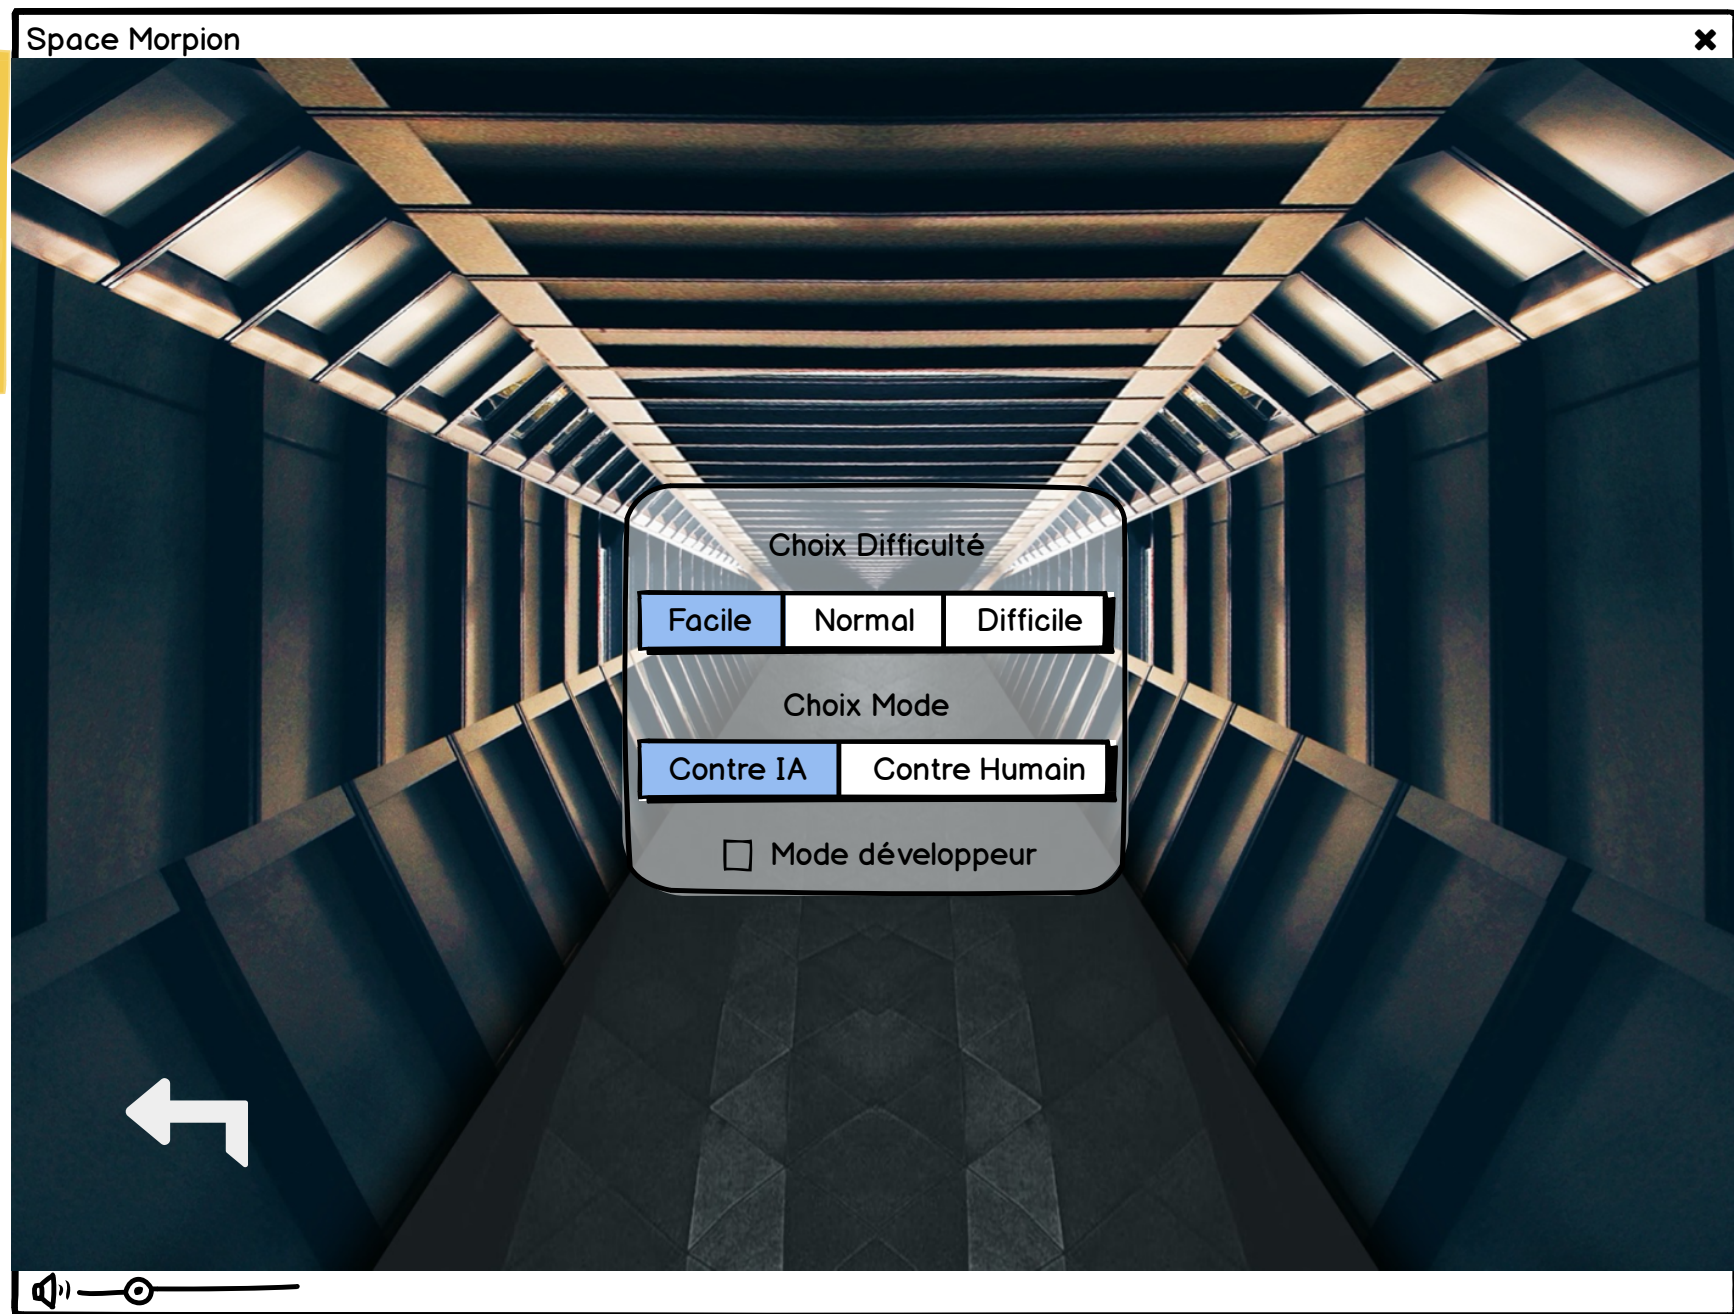 Space Morpion
Choix Difficulté
Facile Normal Difficile
Choix Mode
Contre IA Contre Humain
Mode développeur